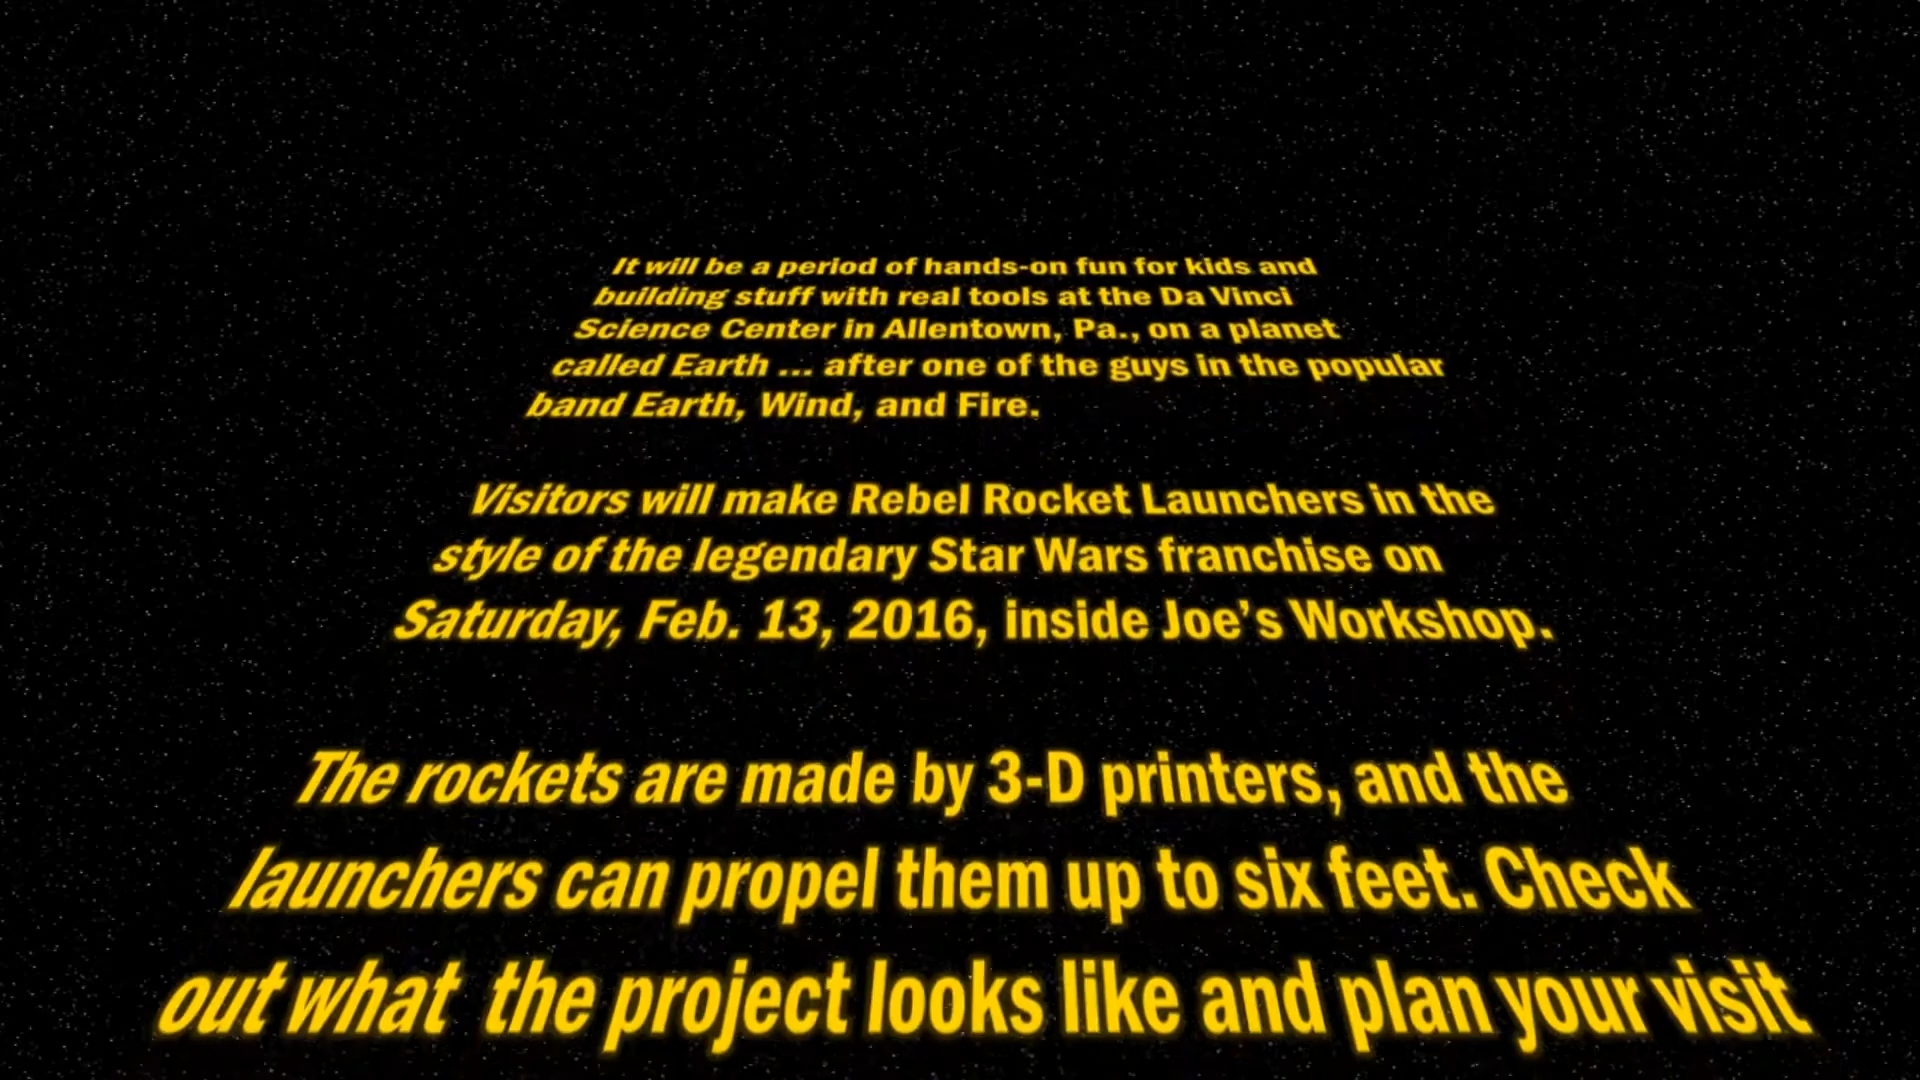 It will be a period of hands-on fun for kids and
building stuff with real tools at the Da Vinci
Science Center in Allentown, Pa., on a planet
called Earth ... after one of the guys in the popular
band Earth, Wind, and Fire.
Visitors will make Rebel Rocket Launchers in the
style of the legendary Star Wars franchise on
Saturday, Feb. 13, 2016, inside Joe’s Workshop.
The rockets are made by 3-D printers, and the
launchers can propel them up to six feet. Check
out what the project looks like and plan your visit